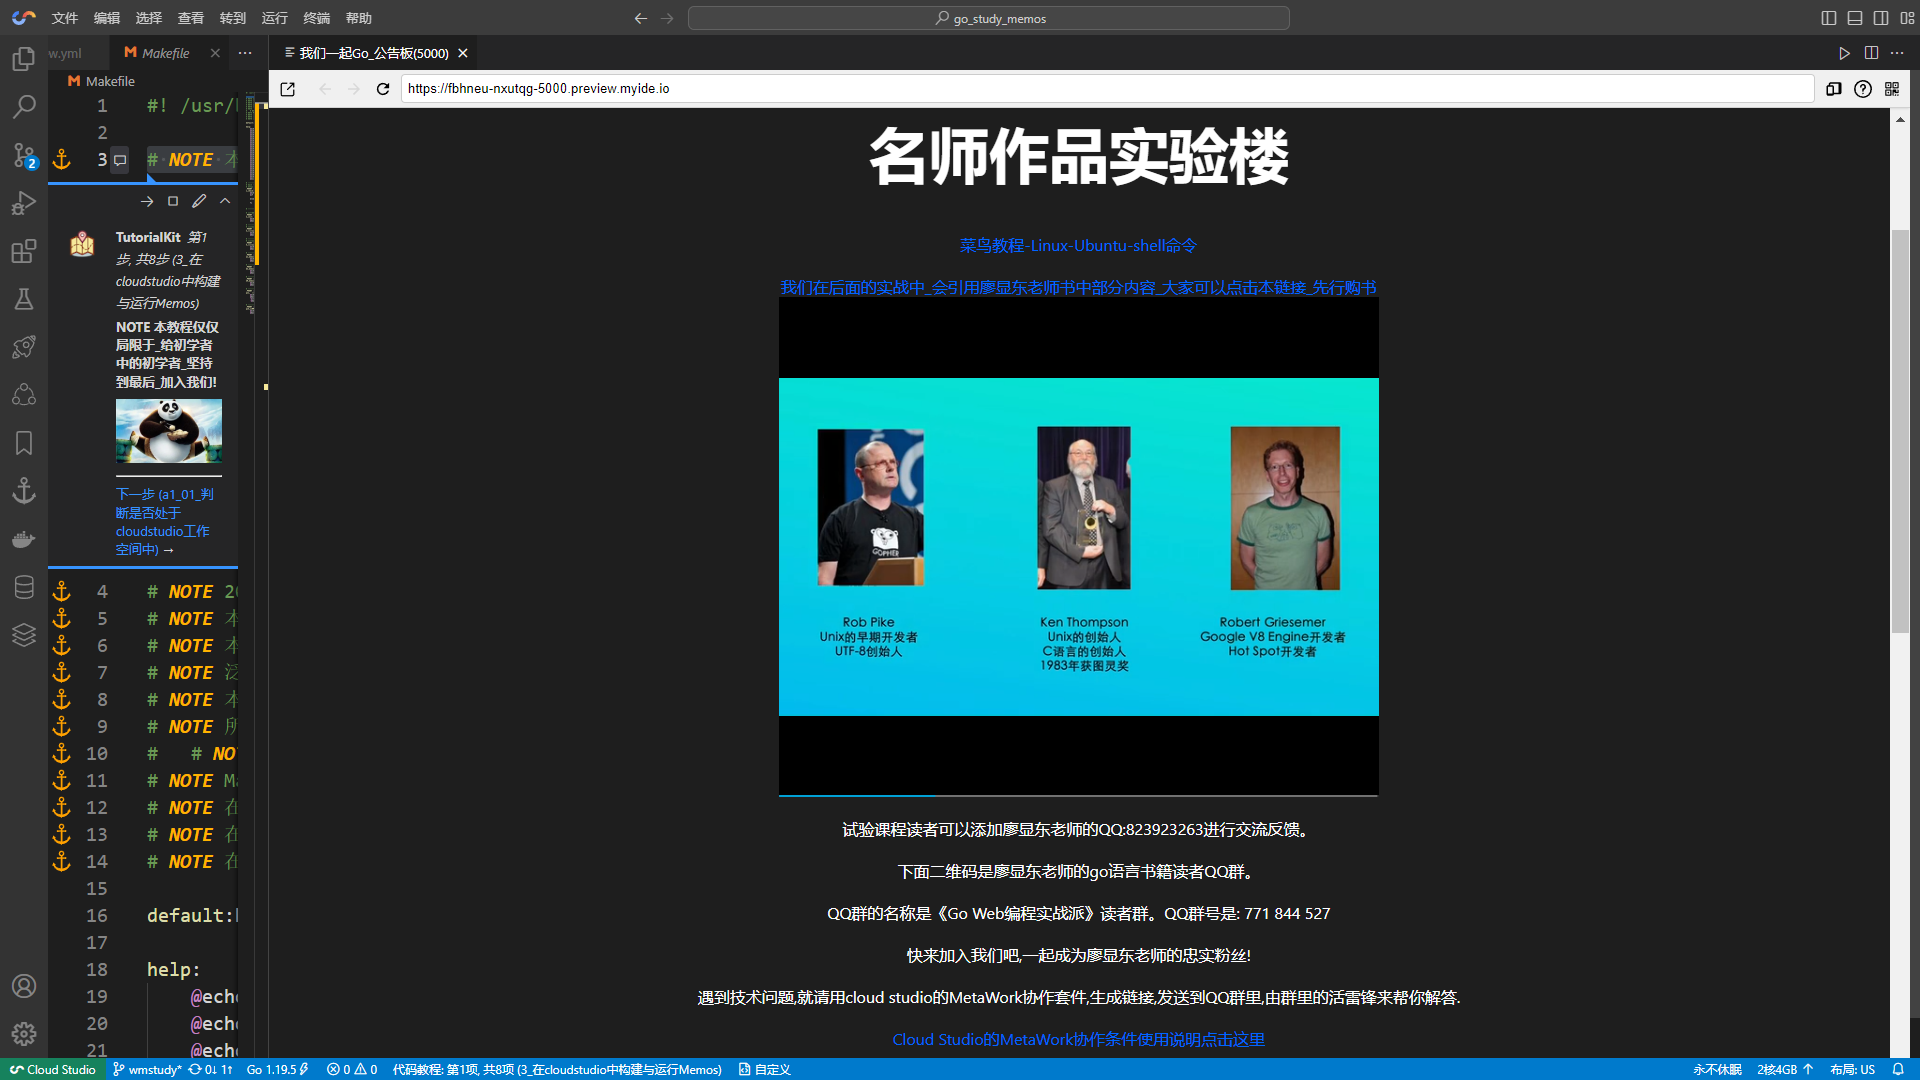 文件 编辑 选择 查看 转到 运行 终端 帮助
go_study_memos
w.yml
Makefile
我们一起Go_公告板(5000)
Makefile
https://fbhneu-nxutqg-5000.preview.myide.io
1 #! /usr/
2
3 # NOTE 本
TutorialKit 第1
步, 共8步 (3_在
cloudstudio中构建
与运行Memos)
NOTE 本教程仅仅
局限于_给初学者
中的初学者_坚持
到最后_加入我们!
下一步 (a1_01_判
断是否处于
cloudstudio工作
空间中) →
4 # NOTE 20
5 # NOTE 本
6 # NOTE 本
7 # NOTE 泛
8 # NOTE 本
9 # NOTE 所
10 # # NO
11 # NOTE Ma
12 # NOTE 在
13 # NOTE 在
14 # NOTE 在
15
16 default:
17
18 help:
19 @echo
20 @echo
21 @echo
名师作品实验楼
菜鸟教程-Linux-Ubuntu-shell命令
我们在后面的实战中_会引用廖显东老师书中部分内容_大家可以点击本链接_先行购书
GOPHER
Rob Pike
Unix的早期开发者
UTF-8创始人
Ken Thompson
Unix的创始人
C语言的创始人
1983年获图灵奖
Robert Griesemer
Google V8 Engine开发者
Hot Spot开发者
试验课程读者可以添加廖显东老师的QQ:823923263进行交流反馈。
下面二维码是廖显东老师的go语言书籍读者QQ群。
QQ群的名称是《Go Web编程实战派》读者群。QQ群号是: 771 844 527
快来加入我们吧,一起成为廖显东老师的忠实粉丝!
遇到技术问题,就请用cloud studio的MetaWork协作套件,生成链接,发送到QQ群里,由群里的活雷锋来帮你解答.
Cloud Studio的MetaWork协作条件使用说明点击这里
2
Cloud Studio wmstudy* 0↓ 1↑ Go 1.19.5 0 0 代码教程: 第1项, 共8项 (3_在cloudstudio中构建与运行Memos) 自定义 永不休眠 2核4GB 布局: US